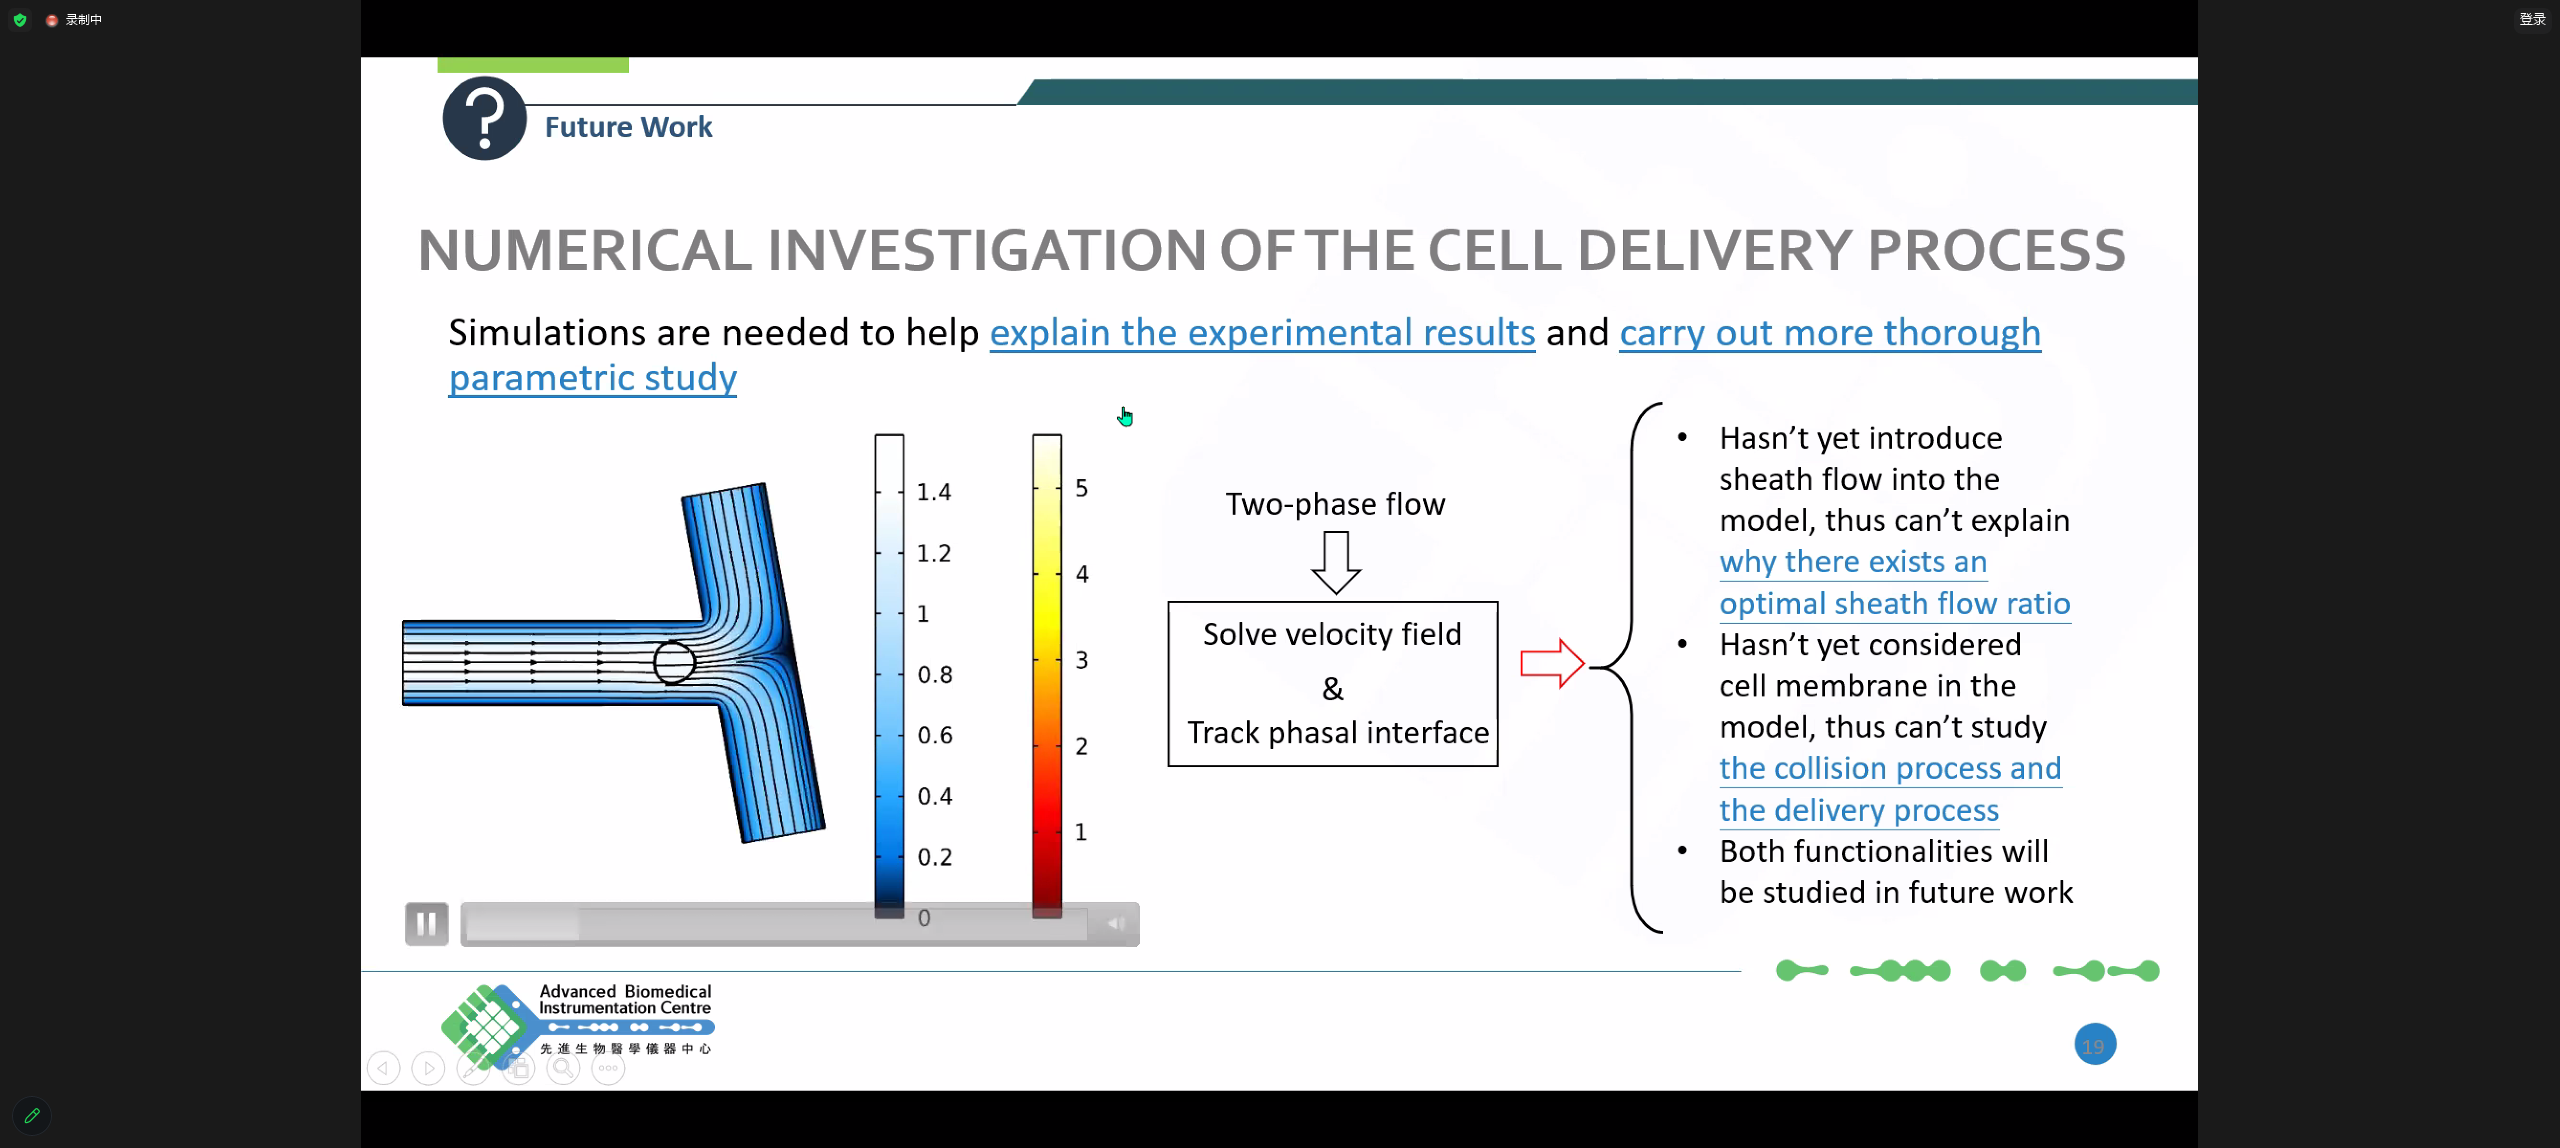 录制中
登录
?
Future Work
NUMERICAL INVESTIGATION OF THE CELL DELIVERY PROCESS
Simulations are needed to help explain the experimental results and carry out more thorough
parametric study
1.4
1.2
1
0.8
0.6
0.4
0.2
0
5
4
3
2
1
Two-phase flow
Solve velocity field
&
Track phasal interface
• Hasn’t yet introduce
sheath flow into the
model, thus can’t explain
why there exists an
optimal sheath flow ratio
• Hasn’t yet considered
cell membrane in the
model, thus can’t study
the collision process and
the delivery process
• Both functionalities will
be studied in future work
Advanced Biomedical
Instrumentation Centre
先進生物醫學儀器中心
19